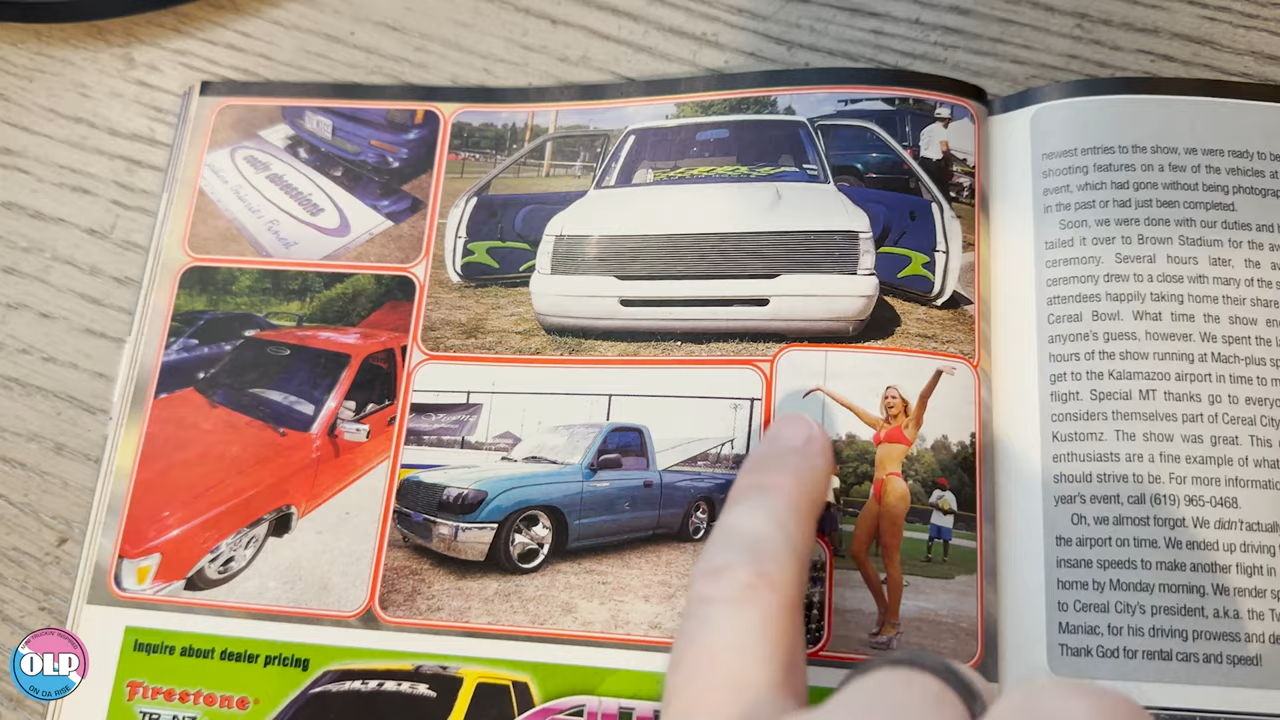 newest entries to the show, we were ready to be
shooting features on a few of the vehicles at
event, which had gone without being photogra
in the past or had just been completed.
Soon, we were done with our duties and h
tailed it over to Brown Stadium for the aw
ceremony. Several hours later, the aw
ceremony drew to a close with many of the s
attendees happily taking home their share
Cereal Bowl. What time the show en
anyone's guess, however. We spent the la
hours of the show running at Mach-plus sp
get to the Kalamazoo airport in time to m
flight. Special MT thanks go to everyo
considers themselves part of Cereal City
Kustomz. The show was great. This
enthusiasts are a fine example of what
should strive to be. For more informatio
year's event, call (619) 965-0468.
Oh, we almost forgot. We didn't actuall
the airport on time. We ended up driving
insane speeds to make another flight in
home by Monday morning. We render sp
to Cereal City's president, a.k.a. the Tw
Maniac, for his driving prowess and d
Thank God for rental cars and speed!
obsessions
Finest
Inquire about dealer pricing
Firestone
OLP
ON DA RISE